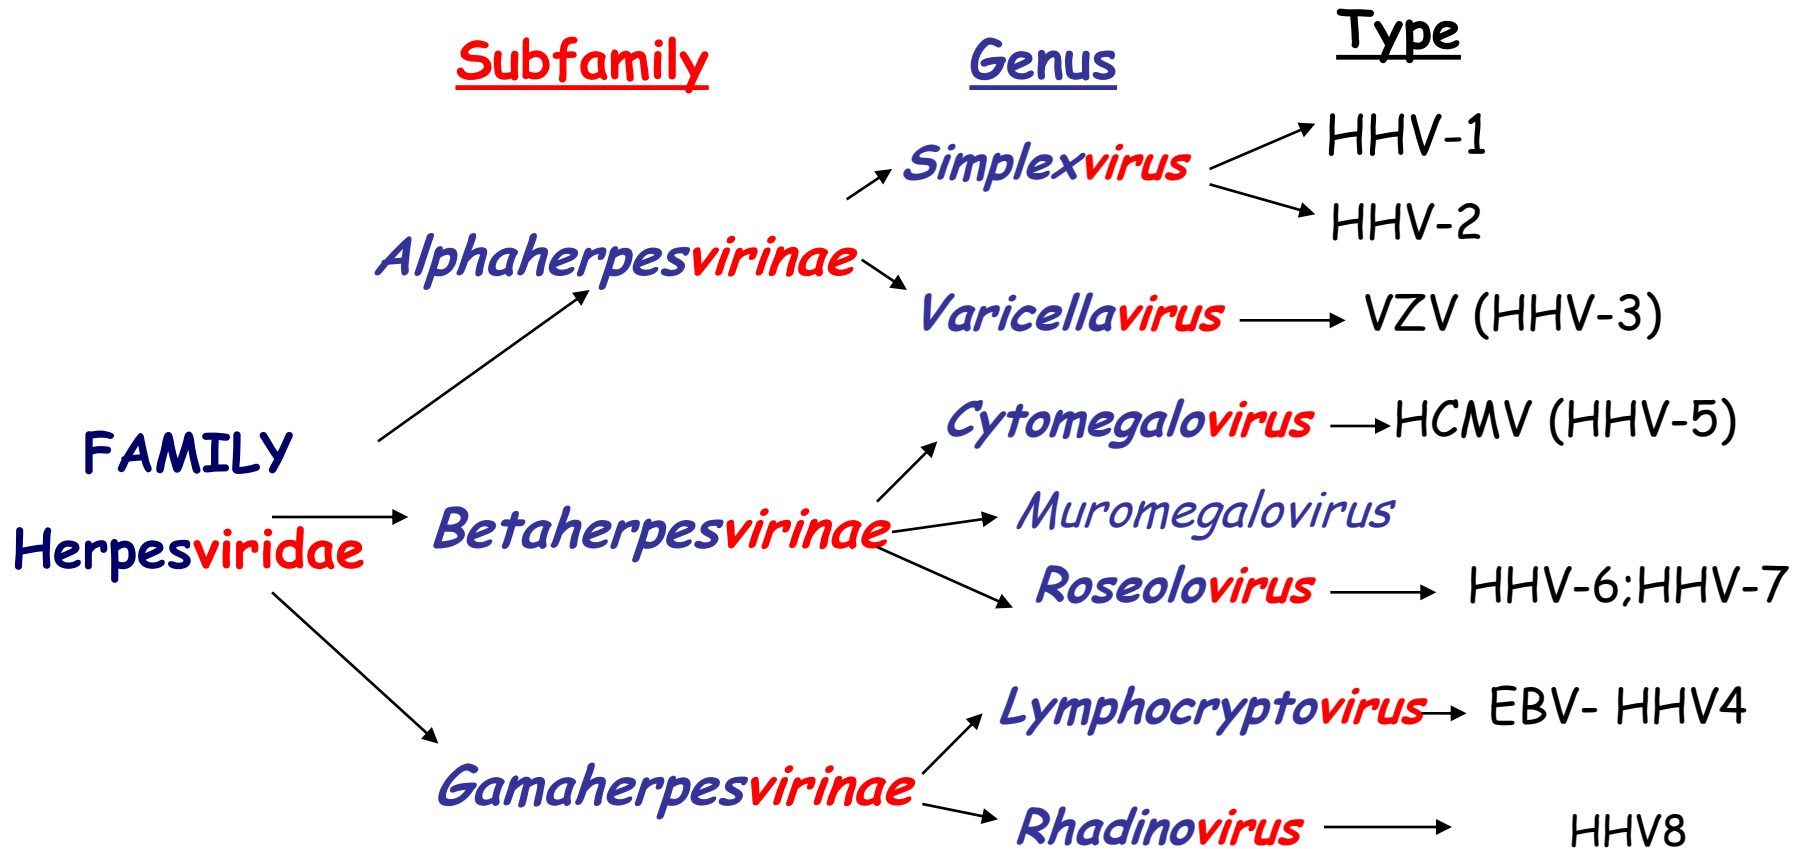 Subfamily
Genus
Type
Simplexvirus
HHV-1
HHV-2
Alphaherpesvirinae
Varicellavirus
VZV (HHV-3)
FAMILY
Herpesviridae
Cytomegalovirus
HCMV (HHV-5)
Betaherpesvirinae
Muromegalovirus
Roseolovirus
HHV-6;HHV-7
Lymphocryptovirus
EBV- HHV4
Gamaherpesvirinae
Rhadinovirus
HHV8